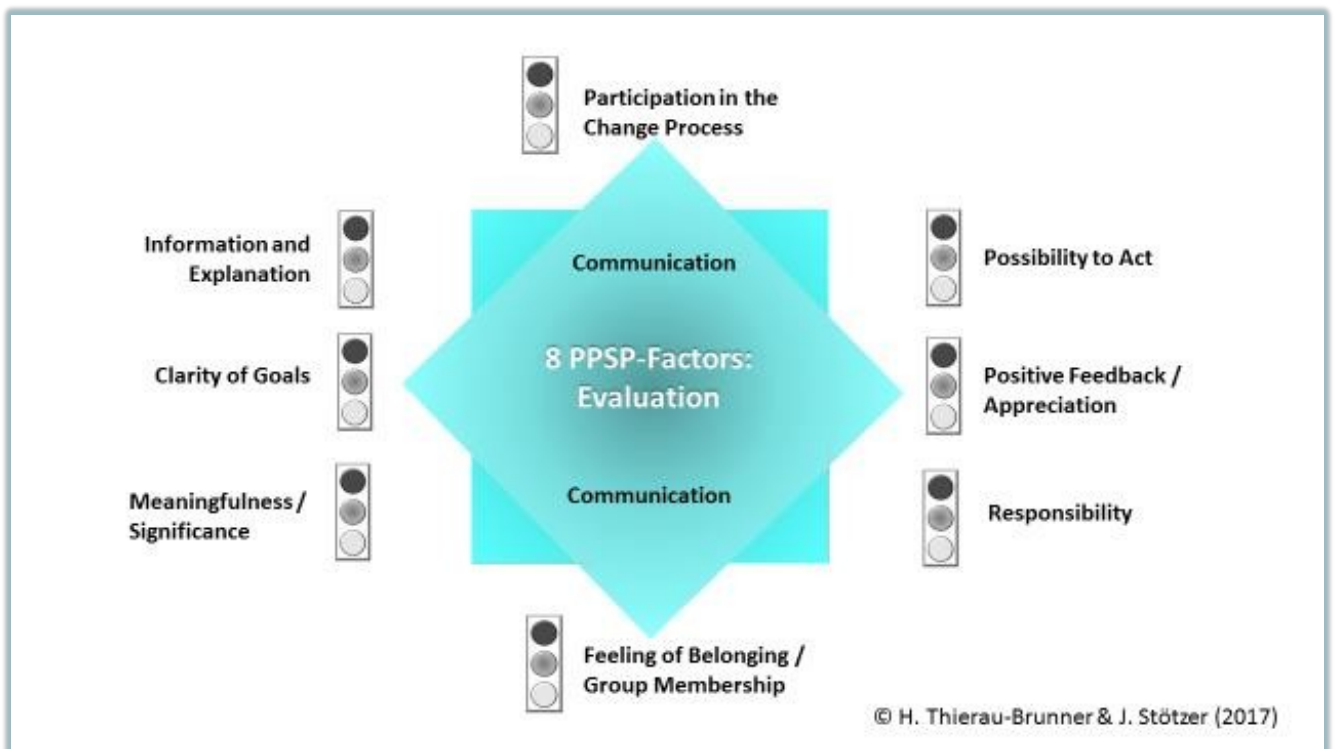 Participation in the
Change Process
Information and
Explanation
Communication
Possibility to Act
8 PPSP-Factors:
Evaluation
Clarity of Goals
Positive Feedback /
Appreciation
Meaningfulness /
Significance
Communication
Responsibility
Feeling of Belonging /
Group Membership
© H. Thierau-Brunner & J. Stötzer (2017)